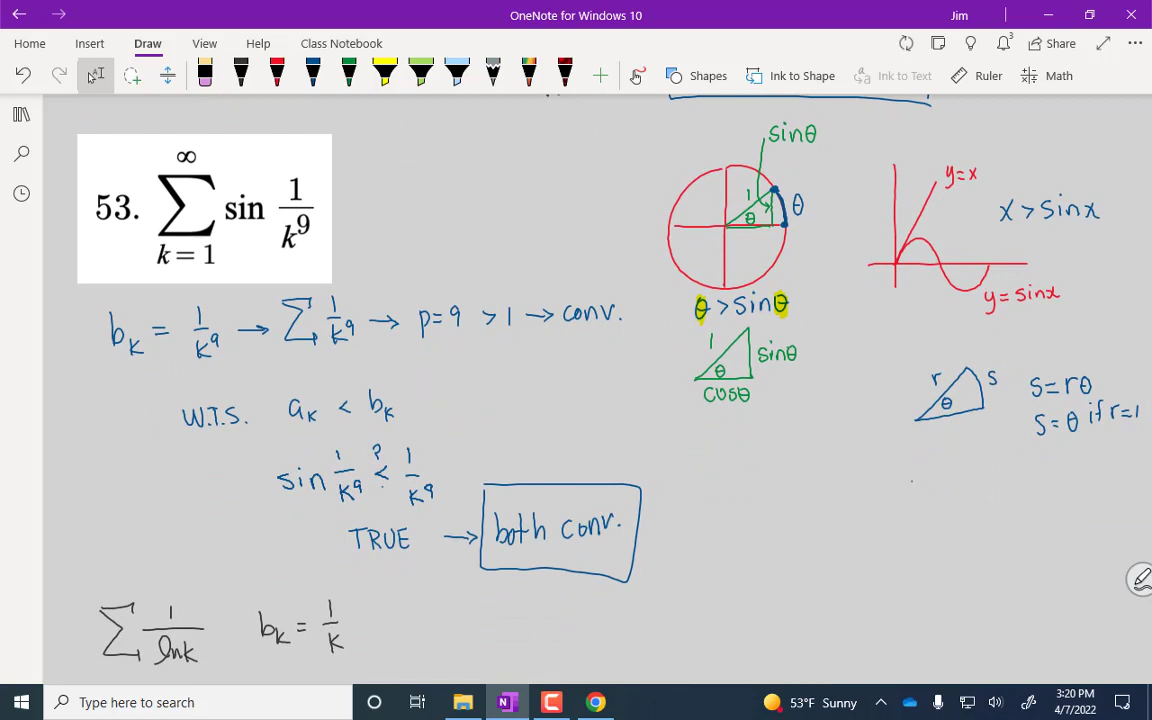 OneNote for Windows 10
Jim
Home Insert Draw View Help Class Notebook
Share
Shapes Ink to Shape Ink to Text Ruler Math
53. ∞ ∑ k=1 sin 1/k⁹
b_k = 1/k⁹ → ∑ 1/k⁹ → p=9 >1 → conv.
W.T.S. a_k < b_k
sin 1/k⁹ <? 1/k⁹
TRUE → both conv.
∑ 1/lnk b_k = 1/k
sinθ
1
θ
θ
θ > sinθ
1
sinθ
θ
cosθ
y=x
x > sinx
y=sinx
r
s
θ
s=rθ
s=θ if r=1
Type here to search
53°F Sunny
3:20 PM
4/7/2022